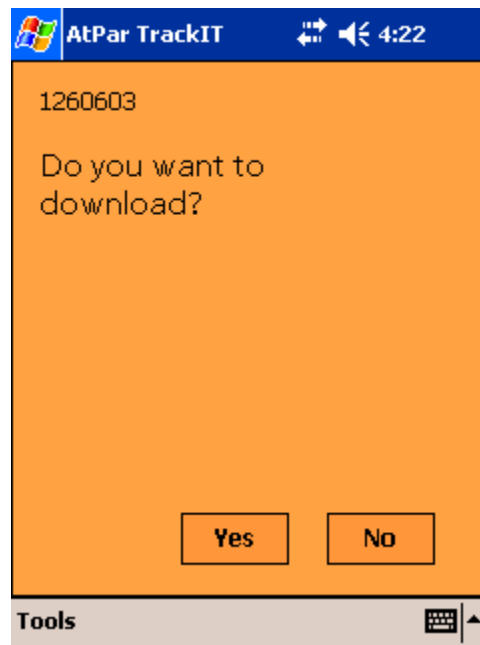 AtPar TrackIT 4:22
1260603
Do you want to
download?
Yes No
Tools